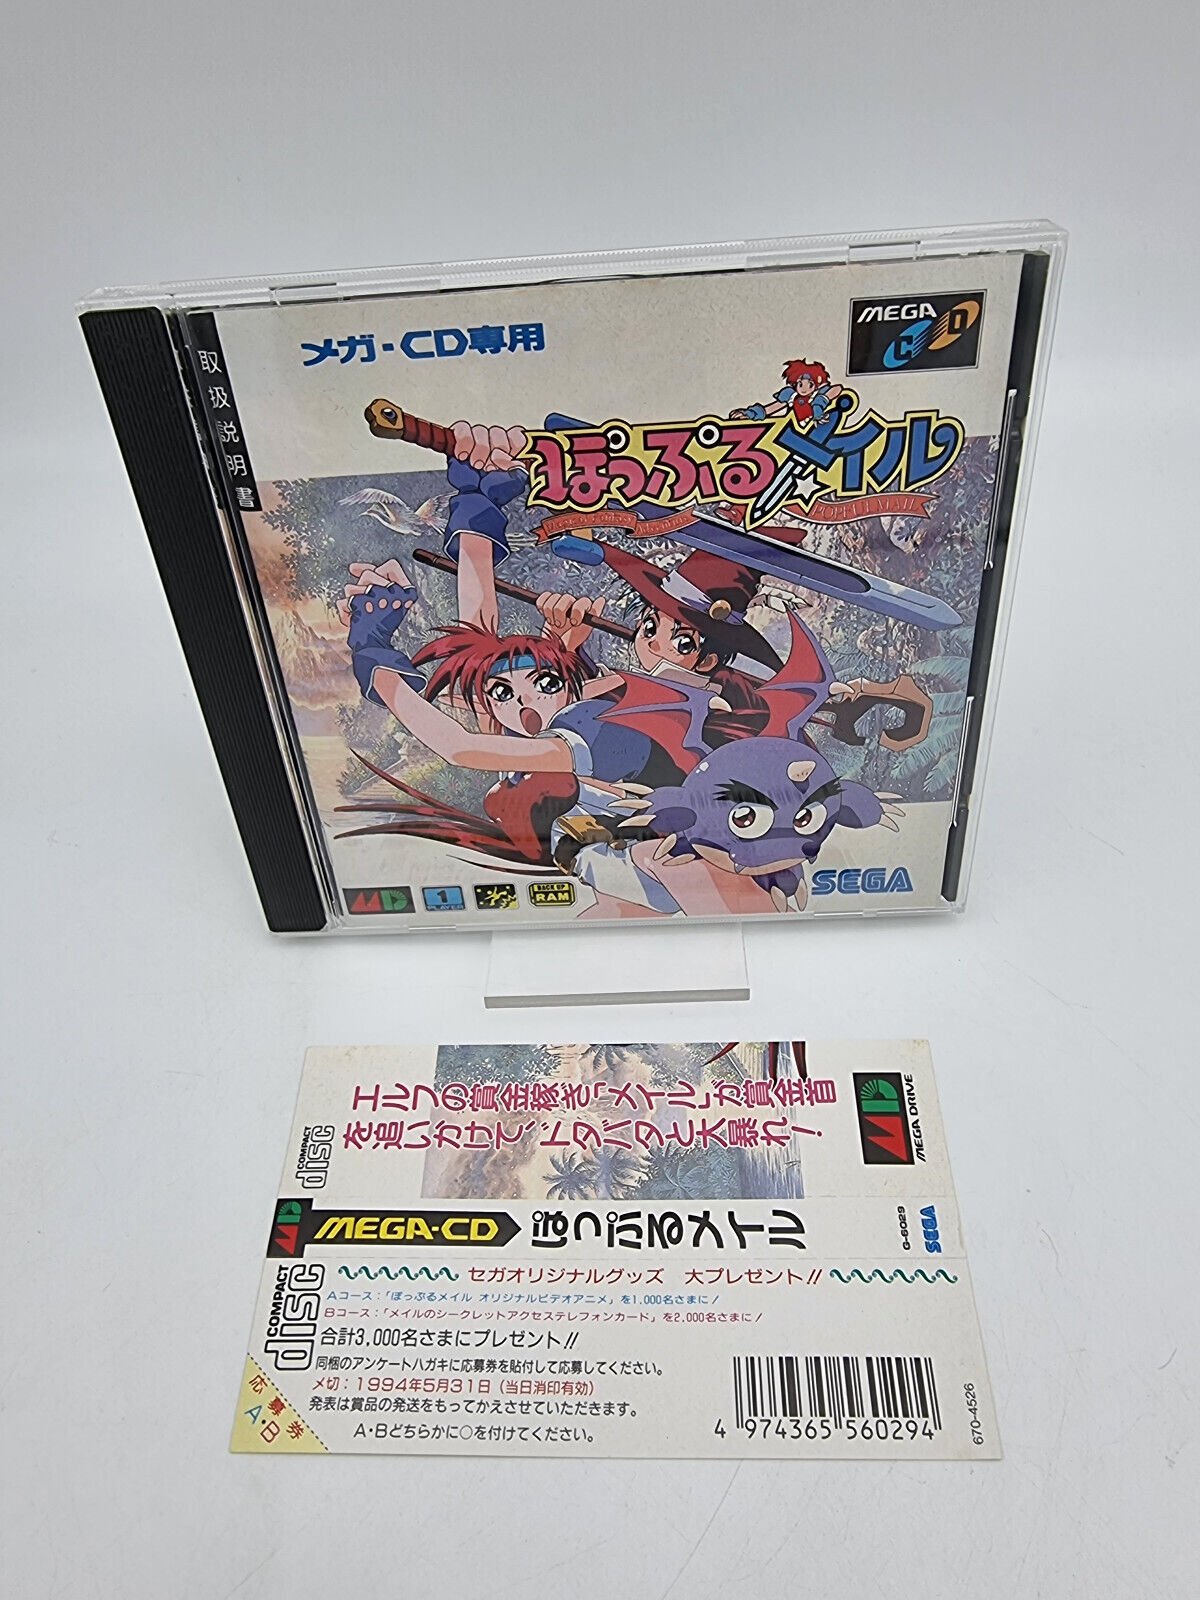 取扱説明書
メガ-CD専用
MEGA
CD
ぽっぷるメイル
POPFUL MAIL
SEGA
1
PLAYER
BACK UP
RAM
エルフの賞金稼ぎ「メイル」が賞金首
を追いかけて、ドタバタと大暴れ!
COMPACT
disc
MEGA DRIVE
MEGA-CD
ぽっぷるメイル
G-6029
SEGA
COMPACT
disc
セガオリジナルグッズ 大プレゼント!!
Aコース:「ぽっぷるメイル オリジナルビデオアニメ」を1,000名さまに!
Bコース:「メイルのシークレットアクセステレフォンカード」を2,000名さまに!
合計3,000名さまにプレゼント!!
同梱のアンケートハガキに応募券を貼付して応募してください。
〆切:1994年5月31日(当日消印有効)
発表は賞品の発送をもってかえさせていただきます。
A・Bどちらかに○を付けてください。
応募券
A・B
4 974365 560294
670-4526